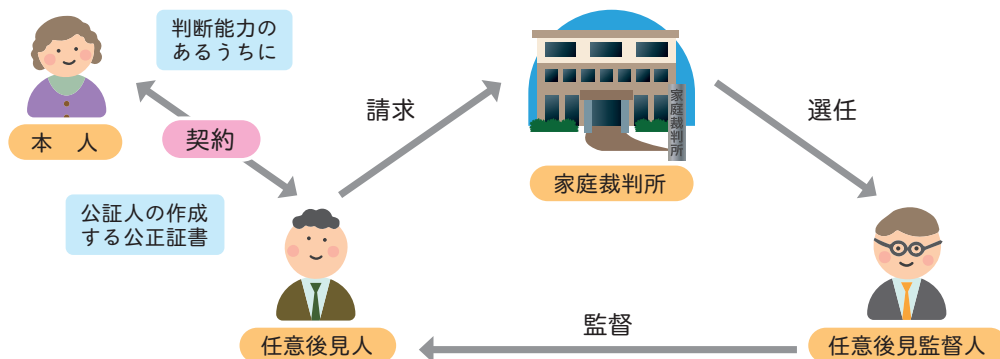 判断能力の
あるうちに
本　人
契約
公証人の作成
する公正証書
任意後見人
請求
家庭裁判所
家庭裁判所
選任
任意後見監督人
監督